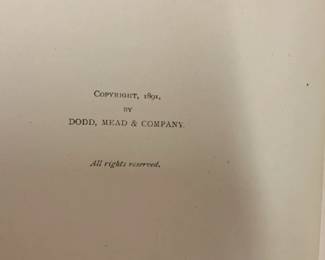 COPYRIGHT, 1891,
BY
DODD, MEAD & COMPANY.
All rights reserved.